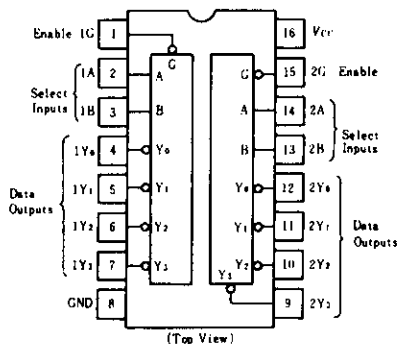 Enable 1G 1 16 Vcc
G
Select Inputs 1A 2 A G 15 2G Enable
1B 3 B A 14 2A Select Inputs
1Y₀ 4 Y₀ B 13 2B
Data Outputs 1Y₁ 5 Y₁ Y₀ 12 2Y₀
1Y₂ 6 Y₂ Y₁ 11 2Y₁ Data Outputs
1Y₃ 7 Y₃ Y₂ 10 2Y₂
Y₃
GND 8 9 2Y₃
(Top View)